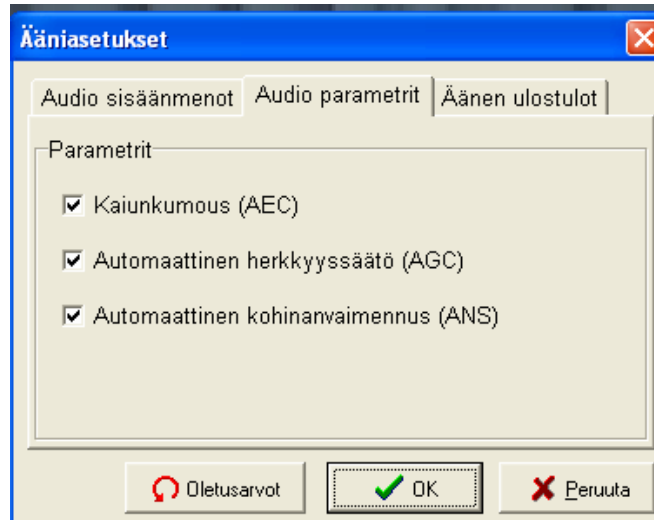 Ääniasetukset
Audio sisäänmenot Audio parametrit Äänen ulostulot
Parametrit
Kaiunkumous (AEC)
Automaattinen herkkyyssäätö (AGC)
Automaattinen kohinanvaimennus (ANS)
Oletusarvot OK Peruuta